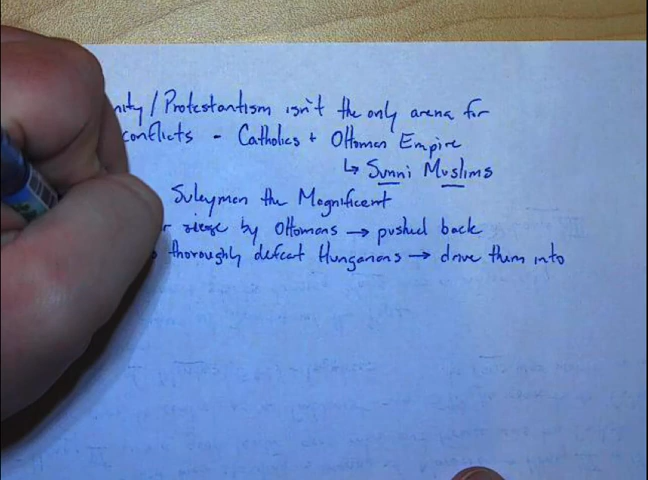 nity / Protestantism isn't the only arena for
conflicts - Catholics + Ottoman Empire
↳ Sunni Muslims
Suleyman the Magnificent
siege by Ottomans → pushed back
thoroughly defeat Hungarians → drive them into